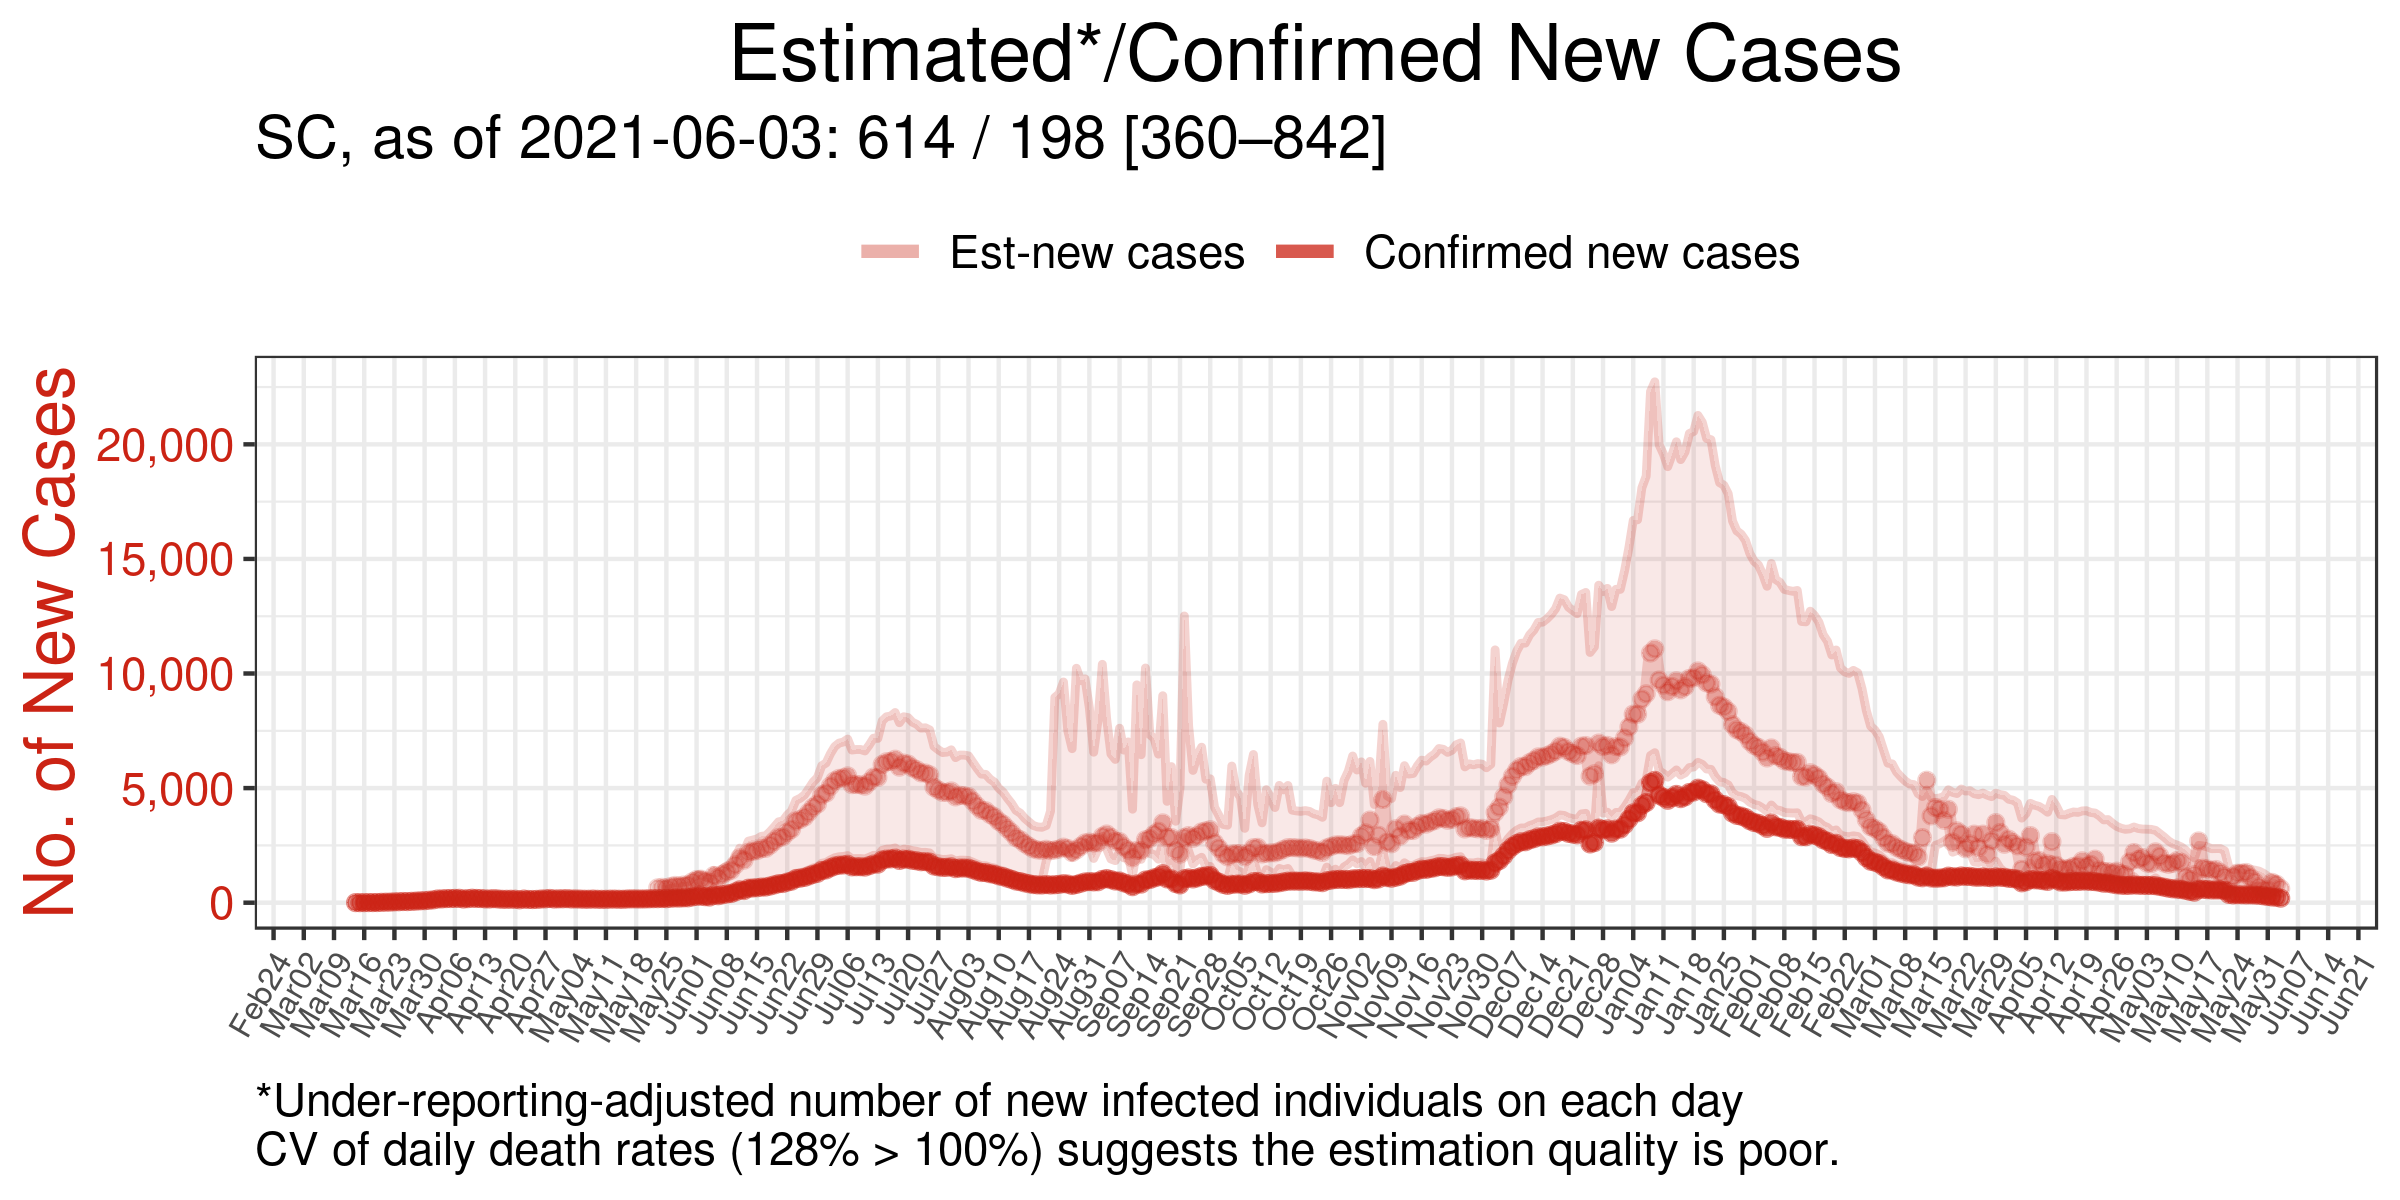 Estimated*/Confirmed New Cases
SC, as of 2021-06-03: 614 / 198 [360–842]
Est-new cases
Confirmed new cases
No. of New Cases
20,000
15,000
10,000
5,000
0
Feb24
Mar02
Mar09
Mar16
Mar23
Mar30
Apr06
Apr13
Apr20
Apr27
May04
May11
May18
May25
Jun01
Jun08
Jun15
Jun22
Jun29
Jul06
Jul13
Jul20
Jul27
Aug03
Aug10
Aug17
Aug24
Aug31
Sep07
Sep14
Sep21
Sep28
Oct05
Oct12
Oct19
Oct26
Nov02
Nov09
Nov16
Nov23
Nov30
Dec07
Dec14
Dec21
Dec28
Jan04
Jan11
Jan18
Jan25
Feb01
Feb08
Feb15
Feb22
Mar01
Mar08
Mar15
Mar22
Mar29
Apr05
Apr12
Apr19
Apr26
May03
May10
May17
May24
May31
Jun07
Jun14
Jun21
*Under-reporting-adjusted number of new infected individuals on each day
CV of daily death rates (128% > 100%) suggests the estimation quality is poor.